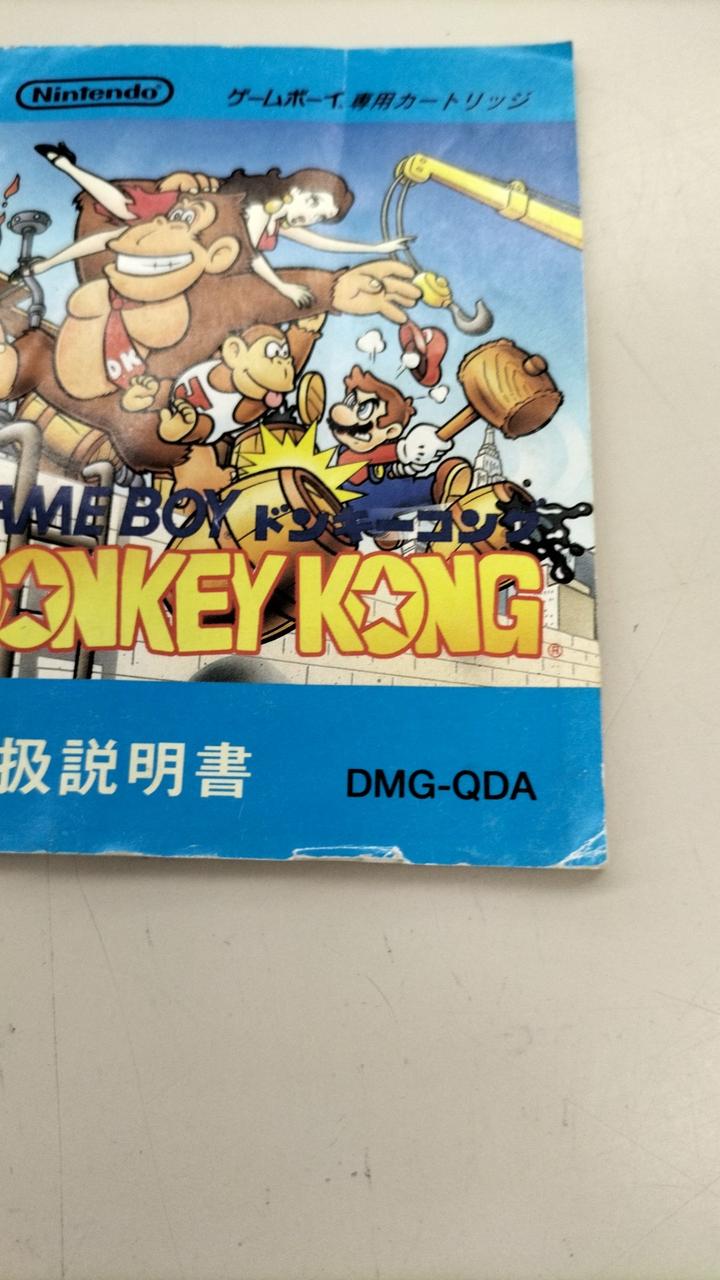 Nintendo®
ゲームボーイ 専用カートリッジ
DK
AME BOY ドンキーコング
ONKEY KONG®
扱説明書 DMG-QDA